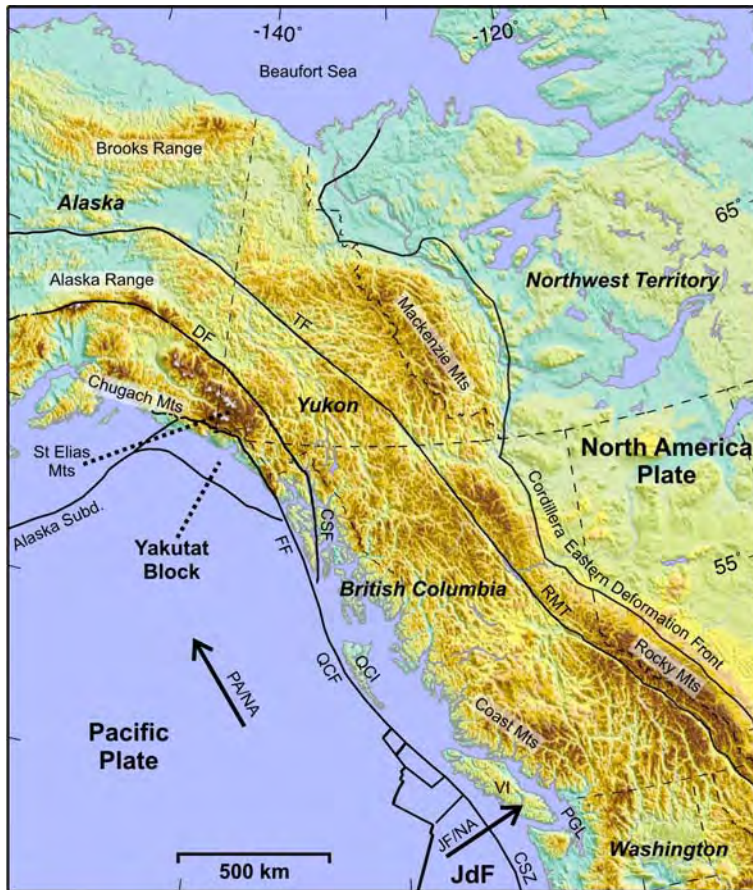 -140°
-120°
Beaufort Sea
Brooks Range
Alaska
65°
Alaska Range
Northwest Territory
DF
TF
Mackenzie Mts
Chugach Mts
Yukon
St Elias
Mts
North America
Plate
Alaska Subd.
Cordillera Eastern Deformation Front
Yakutat
Block
FF
CSF
55°
British Columbia
RMT
Rocky Mts
QCF
QCI
PA/NA
Coast Mts
Pacific
Plate
VI
PGL
JF/NA
Washington
500 km
JdF
CSZ